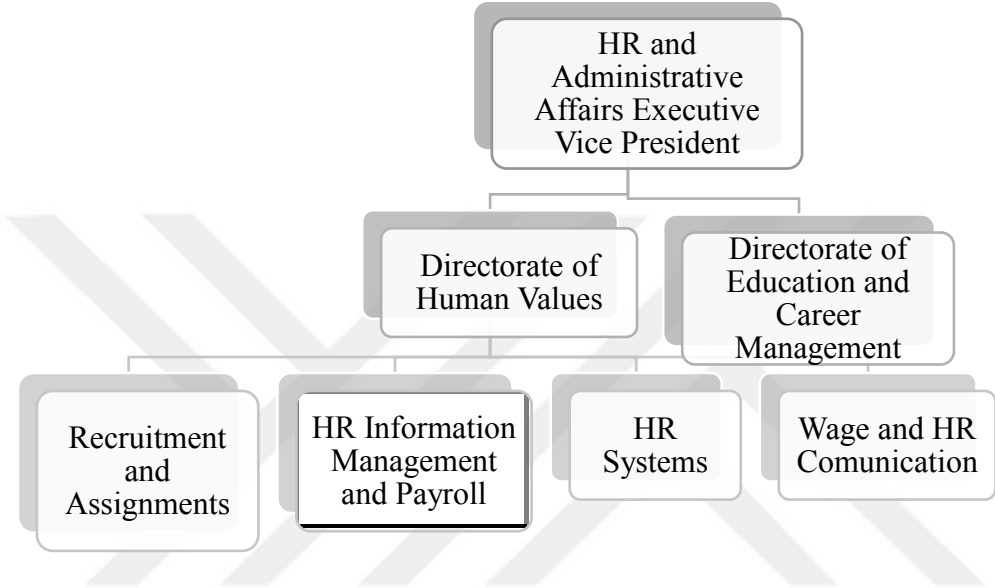 HR and
Administrative
Affairs Executive
Vice President
Directorate of
Human Values
Directorate of
Education and
Career
Management
Recruitment
and
Assignments
HR Information
Management
and Payroll
HR
Systems
Wage and HR
Comunication